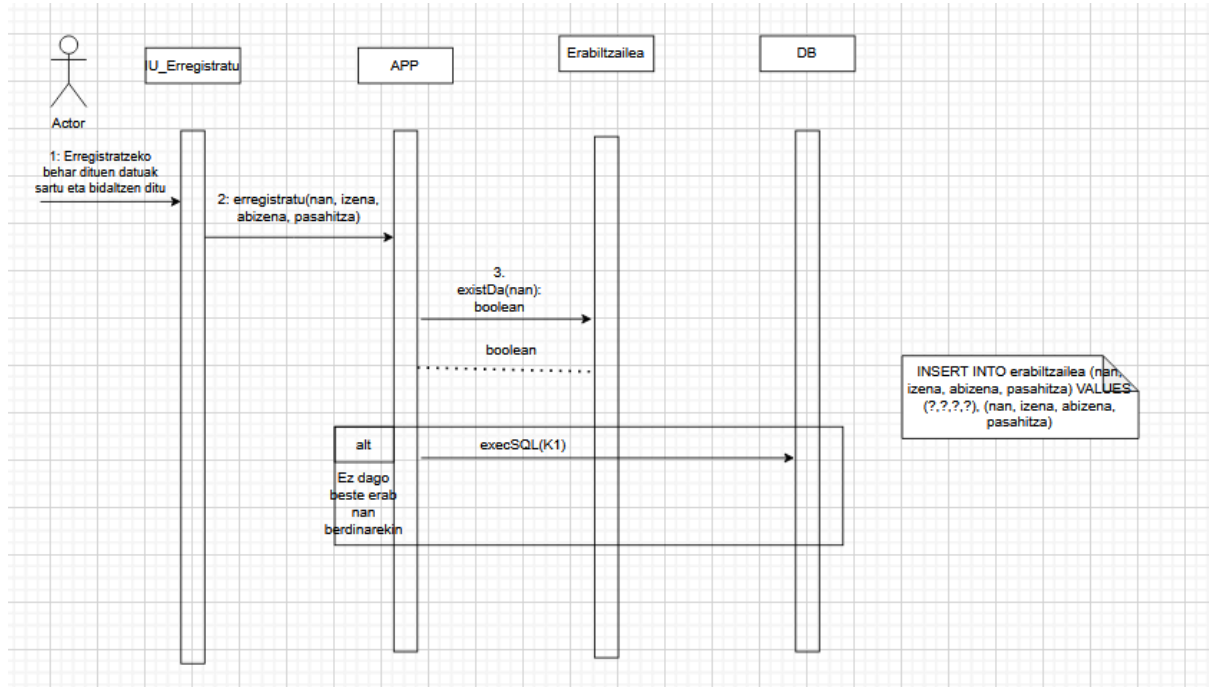 IU_Erregistratu
APP
Erabiltzailea
DB
Actor
1: Erregistratzeko
behar dituen datuak
sartu eta bidaltzen ditu
2: erregistratu(nan, izena,
abizena, pasahitza)
3.
existDa(nan):
boolean
boolean
alt
execSQL(K1)
Ez dago
beste erab
nan
berdinarekin
INSERT INTO erabiltzailea (nan,
izena, abizena, pasahitza) VALUES
(?,?,?,?), (nan, izena, abizena,
pasahitza)